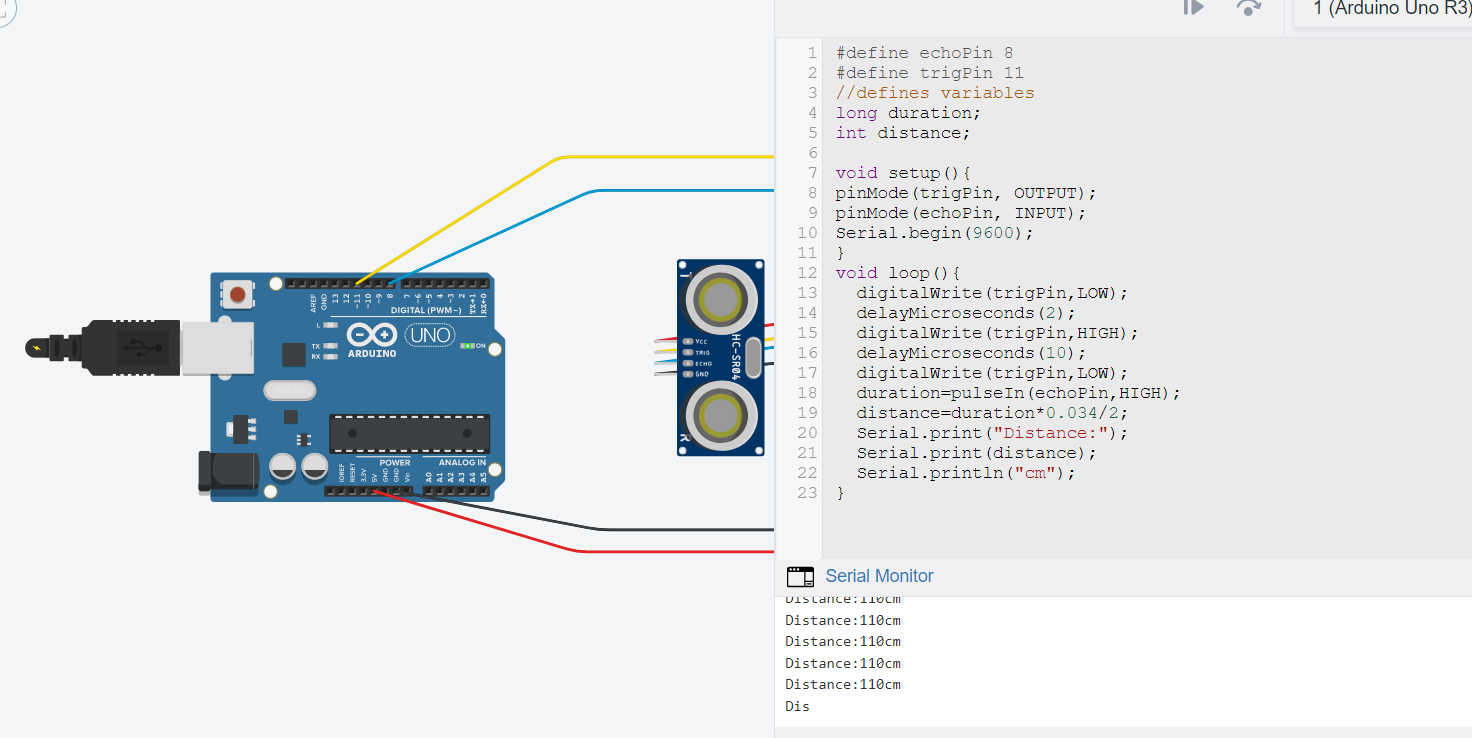 1 (Arduino Uno R3)
1 #define echoPin 8
2 #define trigPin 11
3 //defines variables
4 long duration;
5 int distance;
6
7 void setup(){
8 pinMode(trigPin, OUTPUT);
9 pinMode(echoPin, INPUT);
10 Serial.begin(9600);
11 }
12 void loop(){
13 digitalWrite(trigPin,LOW);
14 delayMicroseconds(2);
15 digitalWrite(trigPin,HIGH);
16 delayMicroseconds(10);
17 digitalWrite(trigPin,LOW);
18 duration=pulseIn(echoPin,HIGH);
19 distance=duration*0.034/2;
20 Serial.print("Distance:");
21 Serial.print(distance);
22 Serial.println("cm");
23 }
Serial Monitor
Distance:110cm
Distance:110cm
Distance:110cm
Distance:110cm
Distance:110cm
Dis
AREF GND 13 12 ~11 ~10 ~9 8 7 ~6 ~5 4 ~3 2 TX→1 RX←0
DIGITAL (PWM~)
L
TX
RX
ARDUINO
UNO
ON
POWER
ANALOG IN
IOREF RESET 3.3V 5V GND GND Vin A0 A1 A2 A3 A4 A5
T
Vcc
TRIG
ECHO
GND
HC-SR04
R